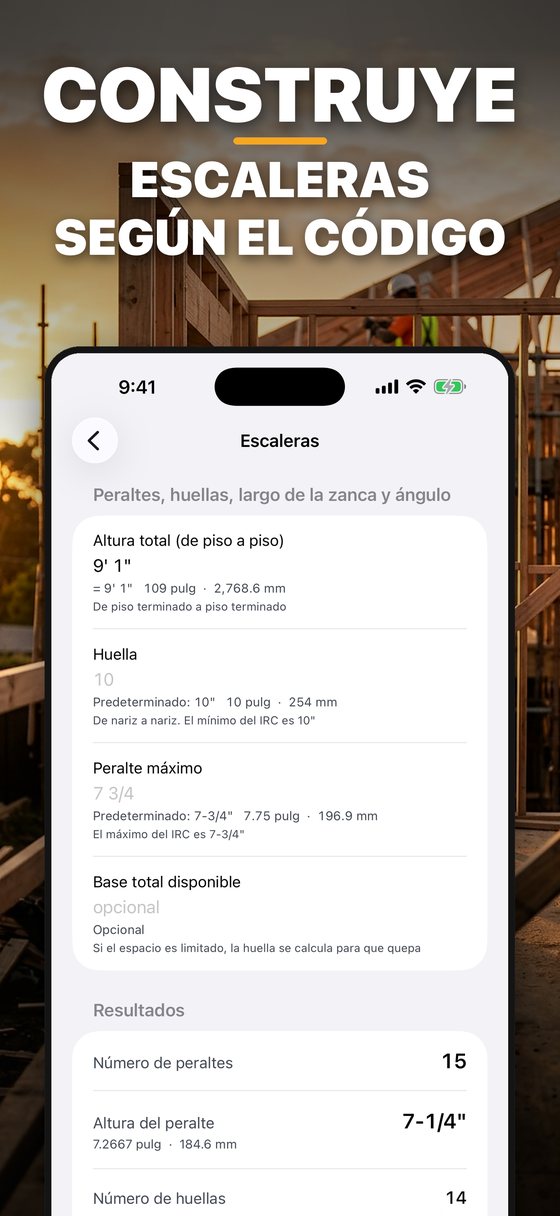 CONSTRUYE
ESCALERAS
SEGÚN EL CÓDIGO
9:41
Escaleras
Peraltes, huellas, largo de la zanca y ángulo
Altura total (de piso a piso)
9' 1"
= 9' 1"   109 pulg  ·  2,768.6 mm
De piso terminado a piso terminado
Huella
10
Predeterminado: 10"   10 pulg  ·  254 mm
De nariz a nariz. El mínimo del IRC es 10"
Peralte máximo
7 3/4
Predeterminado: 7-3/4"   7.75 pulg  ·  196.9 mm
El máximo del IRC es 7-3/4"
Base total disponible
opcional
Opcional
Si el espacio es limitado, la huella se calcula para que quepa
Resultados
Número de peraltes 15
Altura del peralte 7-1/4"
7.2667 pulg  ·  184.6 mm
Número de huellas 14